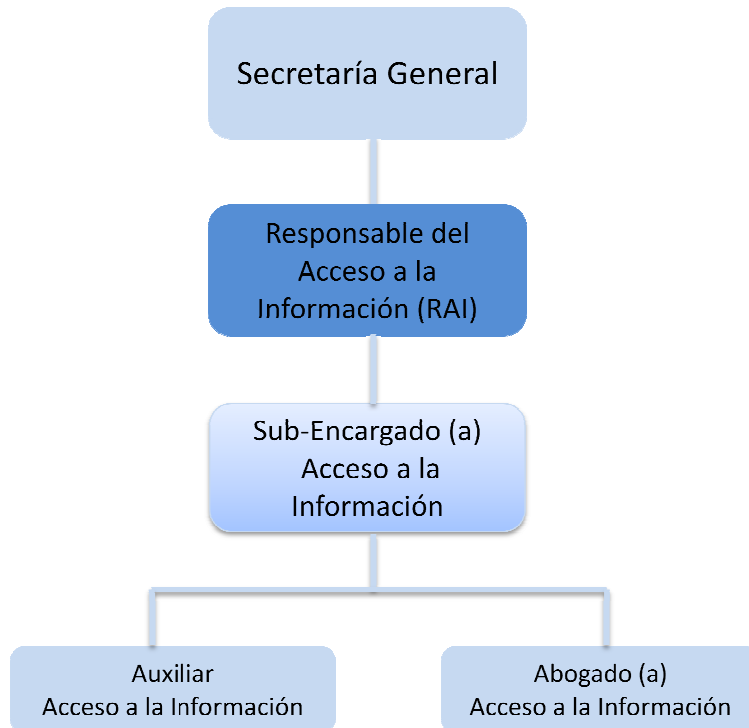 Secretaría General
Responsable del
Acceso a la
Información (RAI)
Sub-Encargado (a)
Acceso a la
Información
Auxiliar
Acceso a la Información
Abogado (a)
Acceso a la Información